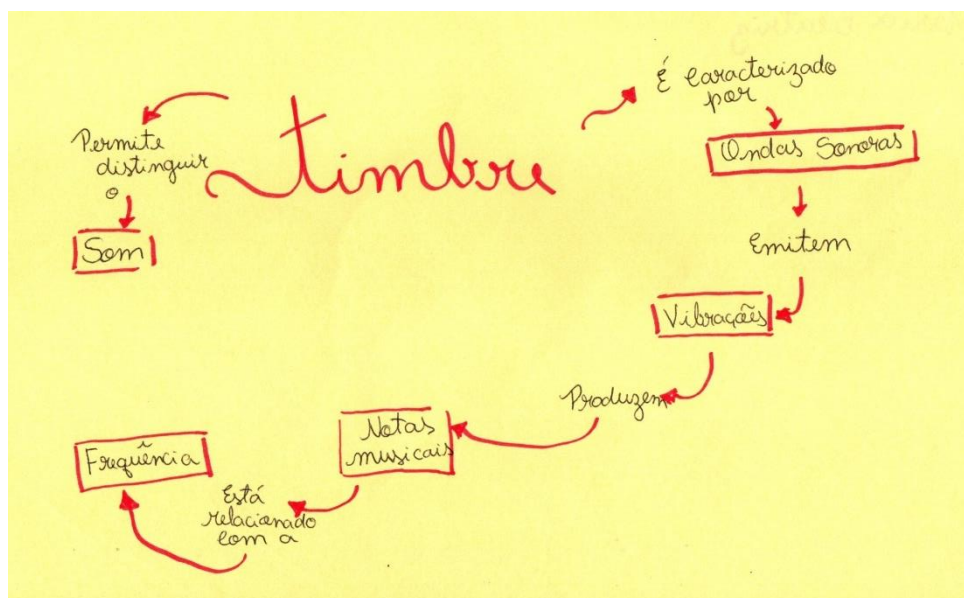 timbre
Permite
distinguir
o
Som
É caracterizado
por
Ondas Sonoras
Emitem
Vibrações
Produzem
Notas
musicais
Está
relacionado
com a
Frequência